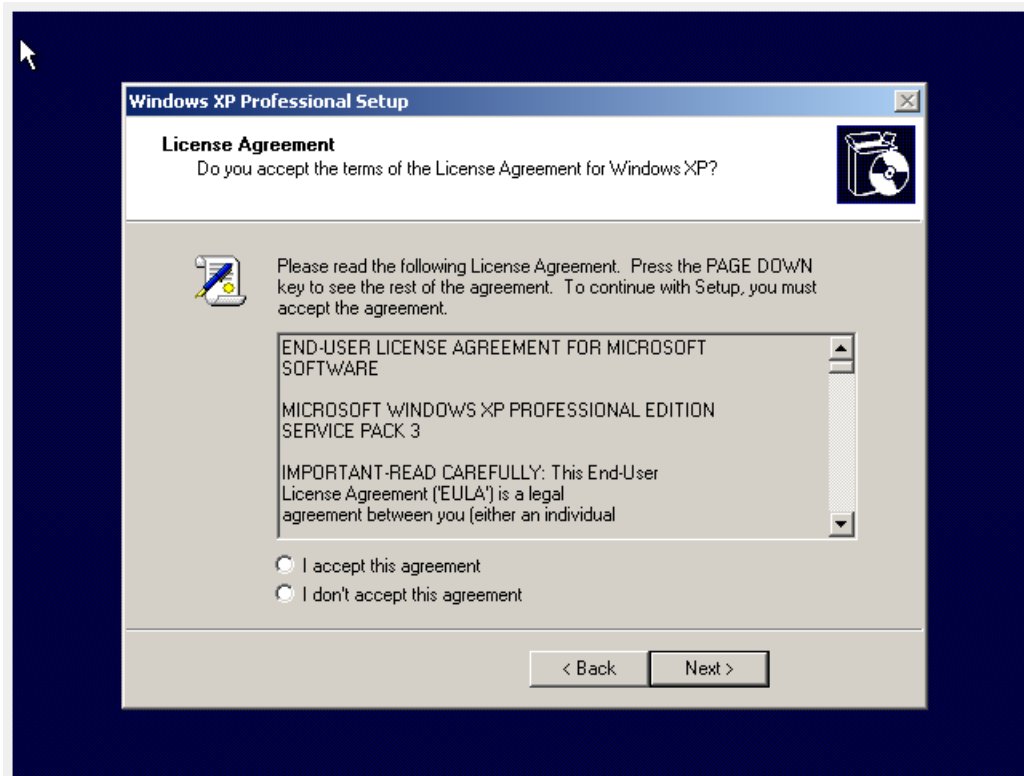 Windows XP Professional Setup
License Agreement
Do you accept the terms of the License Agreement for Windows XP?
Please read the following License Agreement.  Press the PAGE DOWN
key to see the rest of the agreement.  To continue with Setup, you must
accept the agreement.
END-USER LICENSE AGREEMENT FOR MICROSOFT
SOFTWARE
MICROSOFT WINDOWS XP PROFESSIONAL EDITION
SERVICE PACK 3
IMPORTANT-READ CAREFULLY: This End-User
License Agreement ('EULA') is a legal
agreement between you (either an individual
I accept this agreement
I don't accept this agreement
< Back
Next >